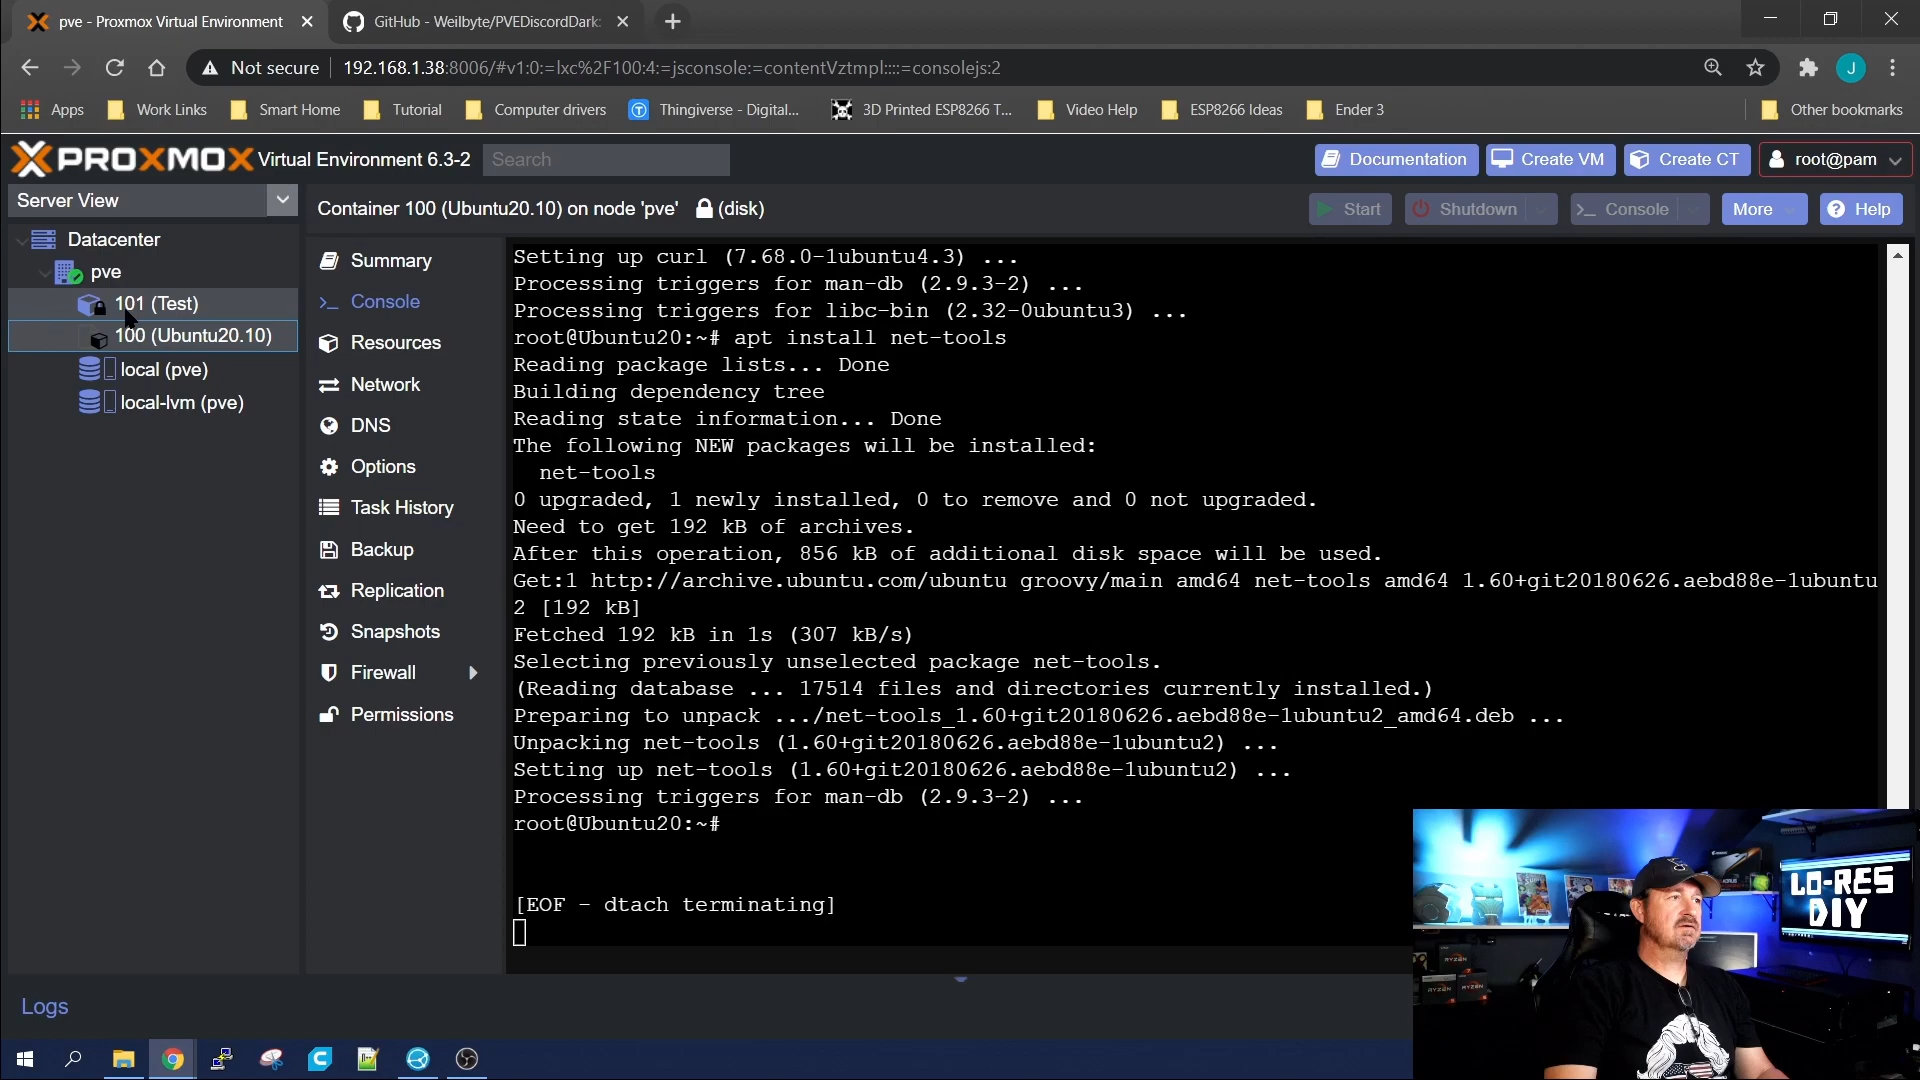 pve - Proxmox Virtual Environment
GitHub - Weilbyte/PVEDiscordDark:
Not secure
192.168.1.38:8006/#v1:0:=lxc%2F100:4:=jsconsole:=contentVztmpl::::=consolejs:2
J
Apps
Work Links
Smart Home
Tutorial
Computer drivers
Thingiverse - Digital...
3D Printed ESP8266 T...
Video Help
ESP8266 Ideas
Ender 3
Other bookmarks
PROXMOX Virtual Environment 6.3-2
Search
Documentation
Create VM
Create CT
root@pam
Server View
Container 100 (Ubuntu20.10) on node 'pve' (disk)
Start
Shutdown
Console
More
Help
Datacenter
pve
101 (Test)
100 (Ubuntu20.10)
local (pve)
local-lvm (pve)
Summary
Console
Resources
Network
DNS
Options
Task History
Backup
Replication
Snapshots
Firewall
Permissions
Setting up curl (7.68.0-1ubuntu4.3) ...
Processing triggers for man-db (2.9.3-2) ...
Processing triggers for libc-bin (2.32-0ubuntu3) ...
root@Ubuntu20:~# apt install net-tools
Reading package lists... Done
Building dependency tree
Reading state information... Done
The following NEW packages will be installed:
net-tools
0 upgraded, 1 newly installed, 0 to remove and 0 not upgraded.
Need to get 192 kB of archives.
After this operation, 856 kB of additional disk space will be used.
Get:1 http://archive.ubuntu.com/ubuntu groovy/main amd64 net-tools amd64 1.60+git20180626.aebd88e-1ubuntu
2 [192 kB]
Fetched 192 kB in 1s (307 kB/s)
Selecting previously unselected package net-tools.
(Reading database ... 17514 files and directories currently installed.)
Preparing to unpack .../net-tools_1.60+git20180626.aebd88e-1ubuntu2_amd64.deb ...
Unpacking net-tools (1.60+git20180626.aebd88e-1ubuntu2) ...
Setting up net-tools (1.60+git20180626.aebd88e-1ubuntu2) ...
Processing triggers for man-db (2.9.3-2) ...
root@Ubuntu20:~#
[EOF - dtach terminating]
LO-RES
DIY
RYZEN
RYZEN
RYZEN
Logs